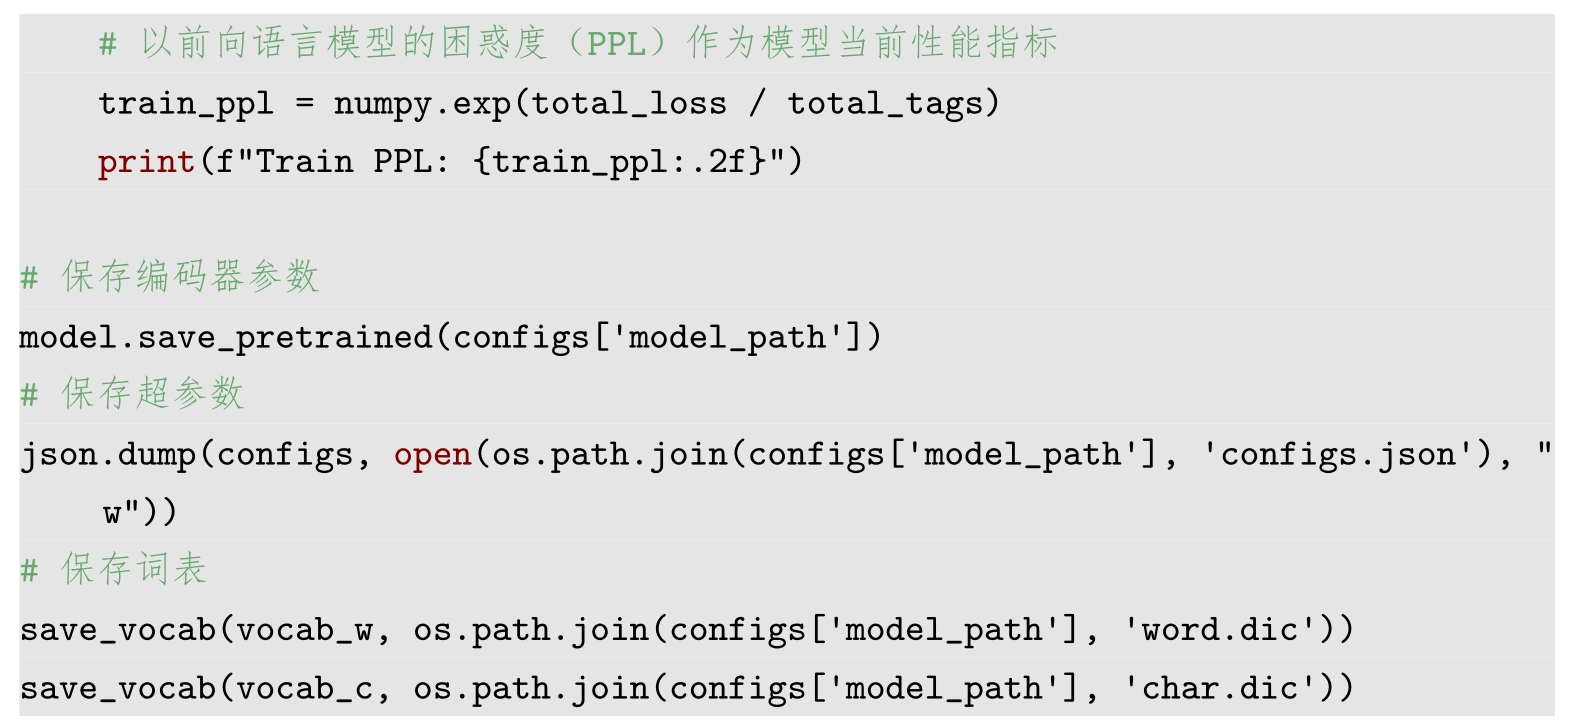 # 以前向语言模型的困惑度（PPL）作为模型当前性能指标
train_ppl = numpy.exp(total_loss / total_tags)
print(f"Train PPL: {train_ppl:.2f}")
# 保存编码器参数
model.save_pretrained(configs['model_path'])
# 保存超参数
json.dump(configs, open(os.path.join(configs['model_path'], 'configs.json'), "
w"))
# 保存词表
save_vocab(vocab_w, os.path.join(configs['model_path'], 'word.dic'))
save_vocab(vocab_c, os.path.join(configs['model_path'], 'char.dic'))